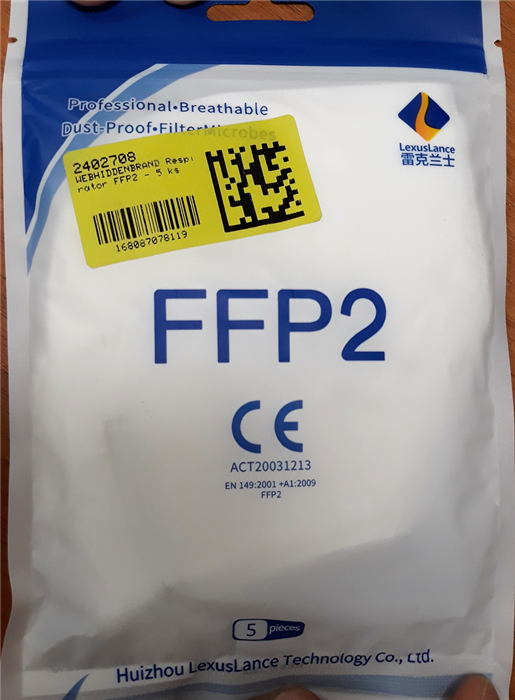 Professional•Breathable
Dust-Proof•FilterMicrobes
LexusLance
雷克兰士
2402708
WEBHIDDENBRAND Respi
rator FFP2 - 5 ks
168087078119
FFP2
CE
ACT20031213
EN 149:2001 +A1:2009
FFP2
5 pieces
Huizhou LexusLance Technology Co., Ltd.